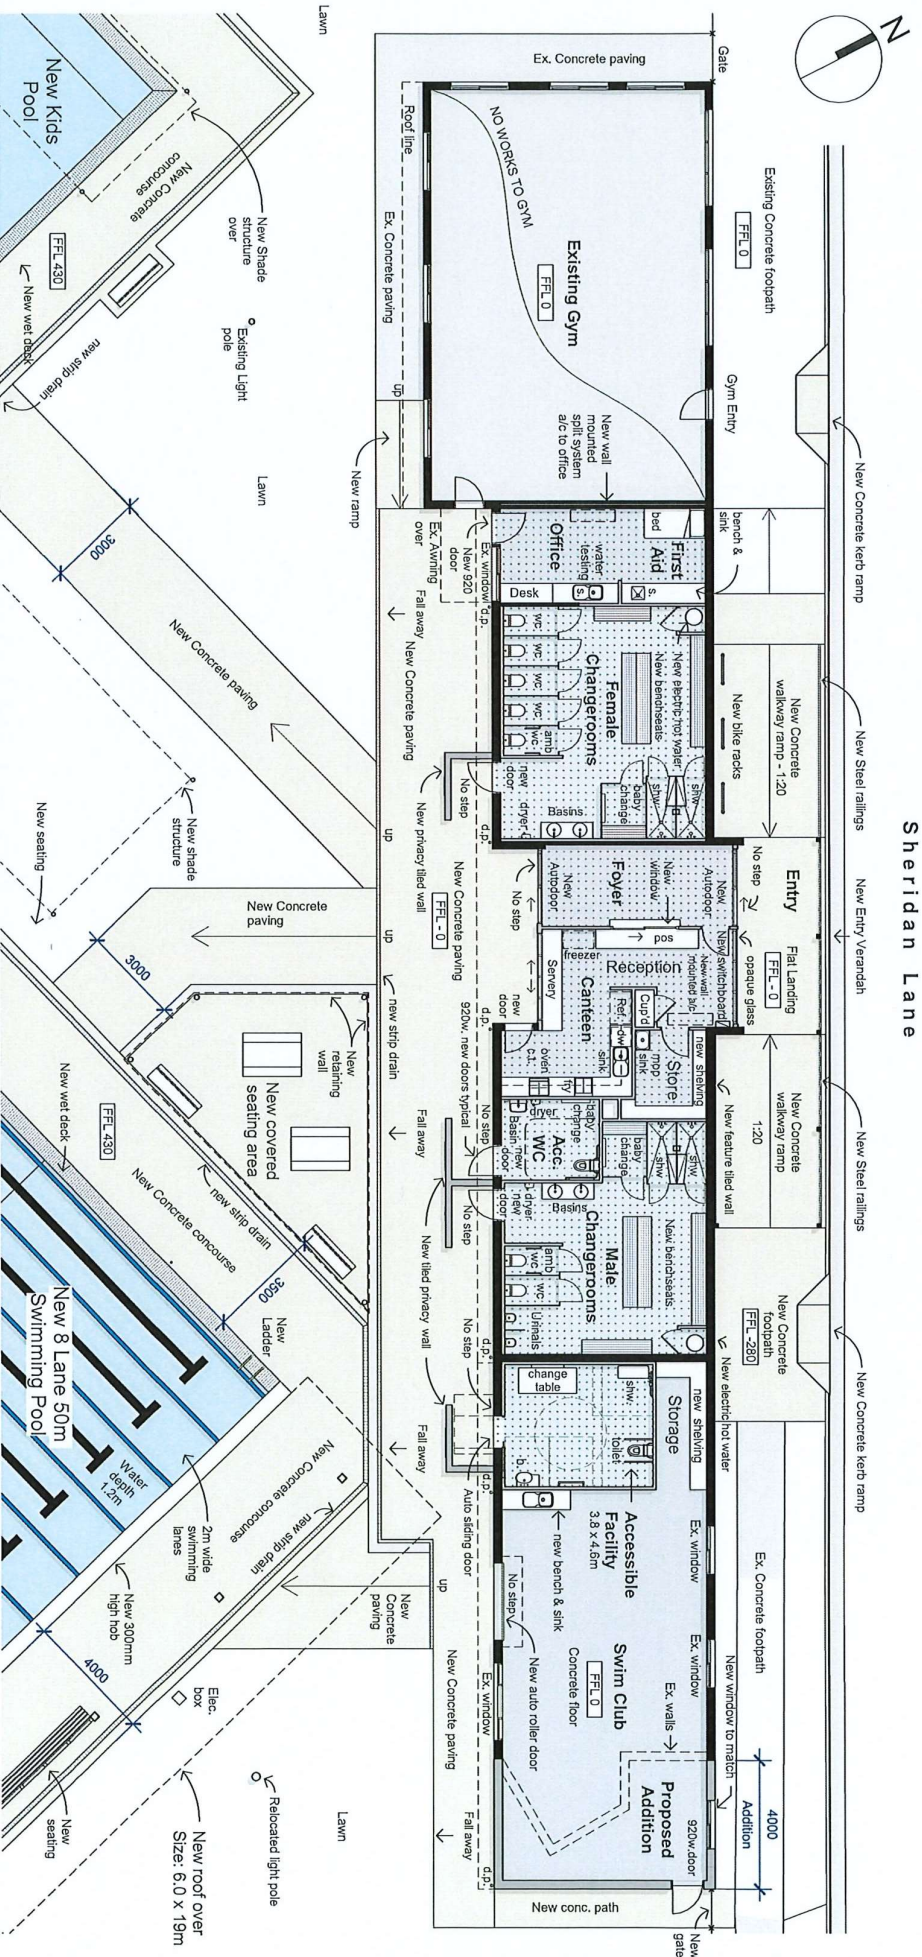 Sheridan Lane
N
Gate
Lawn
Ex. Concrete paving
Existing Concrete footpath
FFL 0
Gym Entry
New Concrete kerb ramp
New Steel railings
New Concrete
walkway ramp - 1:20
New bike racks
bench &
sink
New Entry Verandah
Entry
Flat Landing
FFL - 0
No step
opaque glass
New Steel railings
New Concrete
walkway ramp
1:20
New feature tiled wall
New Concrete
footpath
FFL -280
New Concrete kerb ramp
New electric hot water
Ex. Concrete footpath
New window to match
4000
Addition
New
gate
Roof line
NO WORKS TO GYM
Existing Gym
FFL 0
New wall
mounted
split system
a/c to office
First
Aid
bed
s.
water
testing
s.
Office
Desk
Female
Changerooms
New electric hot water
New benchseats
wc
wc
wc
wc
wc
amb
shw
shw
baby
change
Basins
dryer
new
door
New
Autodoor
Foyer
New
window
New
Autodoor
New switchboard
New wall
mounted a/c
pos
Reception
freezer
Canteen
Servery
Cup'd
Ref.
dw
sink
mop
sink
Store
new shelving
oven
c.t.
fry
new
door
Acc.
WC
baby
change
dryer
Basin
new
door
baby
change
shw
shw
Male
Changerooms
New benchseats
Basins
dryer
new
door
amb
wc
wc
Urinals
Storage
new shelving
shw.
change
table
toilet
b.
Accessible
Facility
3.8 x 4.6m
new bench & sink
Ex. window
Ex. window
Swim Club
FFL 0
Concrete floor
Ex. walls
Proposed
Addition
920w.door
No step
New auto roller door
New conc. path
Ex. Concrete paving
up
New ramp
Ex. Awning
over
New 920
door
Ex. window
d.p.
Fall away
New Concrete paving
No step
d.p.
New privacy tiled wall
No step
New Concrete paving
FFL - 0
d.p.
920w. new doors typical
No step
Fall away
No step
New tiled privacy wall
d.p.
No step
Fall away
d.p.
Auto sliding door
Ex. window
New Concrete paving
Fall away
d.p.
Lawn
New Kids
Pool
New Concrete
concourse
New Shade
structure
over
FFL 430
New wet deck
new strip drain
Existing Light
pole
Lawn
3000
New Concrete paving
up
New shade
structure
New seating
New Concrete
paving
up
3000
new strip drain
New
retaining
wall
New covered
seating area
new strip drain
New wet deck
FFL 430
New Concrete concourse
3500
New
Ladder
New 8 Lane 50m
Swimming Pool
Water
depth
1.2m
2m wide
swimming
lanes
New Concrete concourse
new strip drain
New 300mm
high hob
New
Concrete
paving
up
4000
Elec.
box
New
seating
New roof over
Size: 6.0 x 19m
Relocated light pole
Lawn